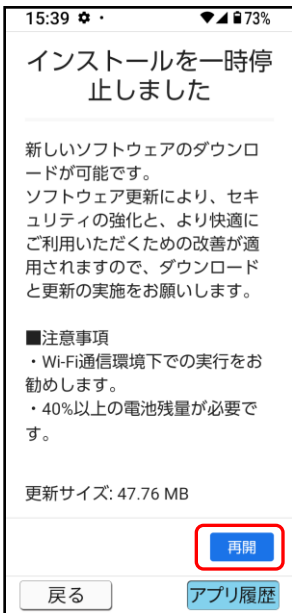 15:39 73%
インストールを一時停
止しました
新しいソフトウェアのダウンロ
ードが可能です。
ソフトウェア更新により、セキ
ュリティの強化と、より快適に
ご利用いただくための改善が適
用されますので、ダウンロード
と更新の実施をお願いします。
■注意事項
・Wi-Fi通信環境下での実行をお
勧めします。
・40%以上の電池残量が必要で
す。
更新サイズ: 47.76 MB
再開
戻る アプリ履歴